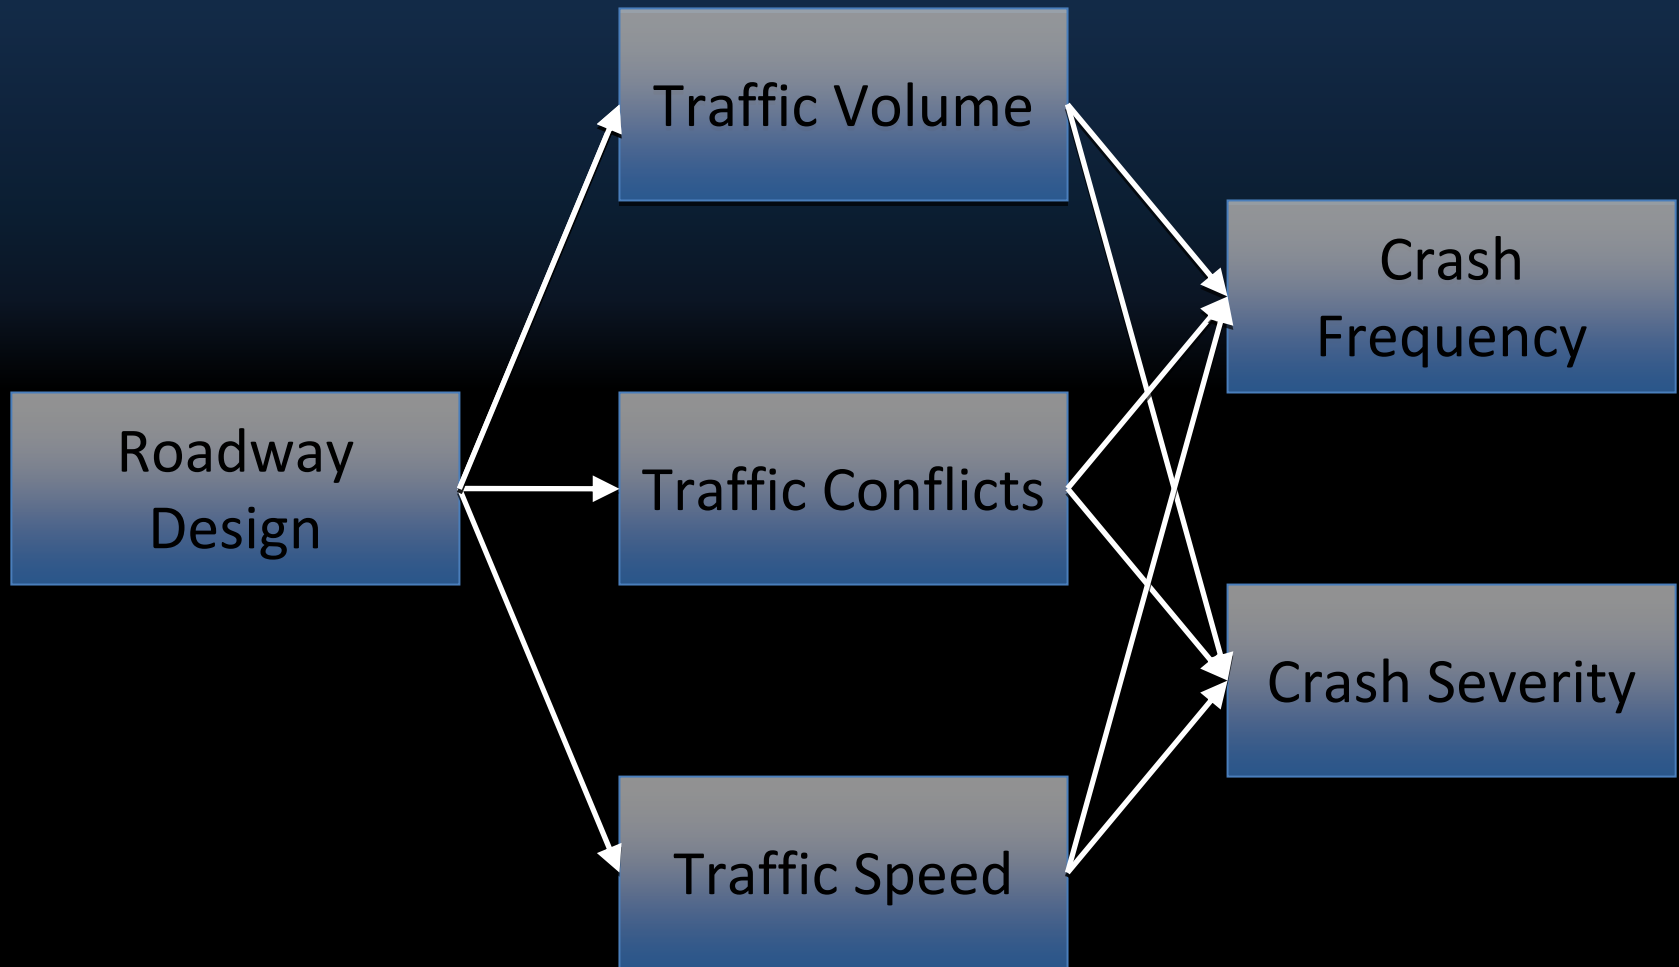 Traffic Volume
Crash
Frequency
Roadway
Design
Traffic Conflicts
Crash Severity
Traffic Speed